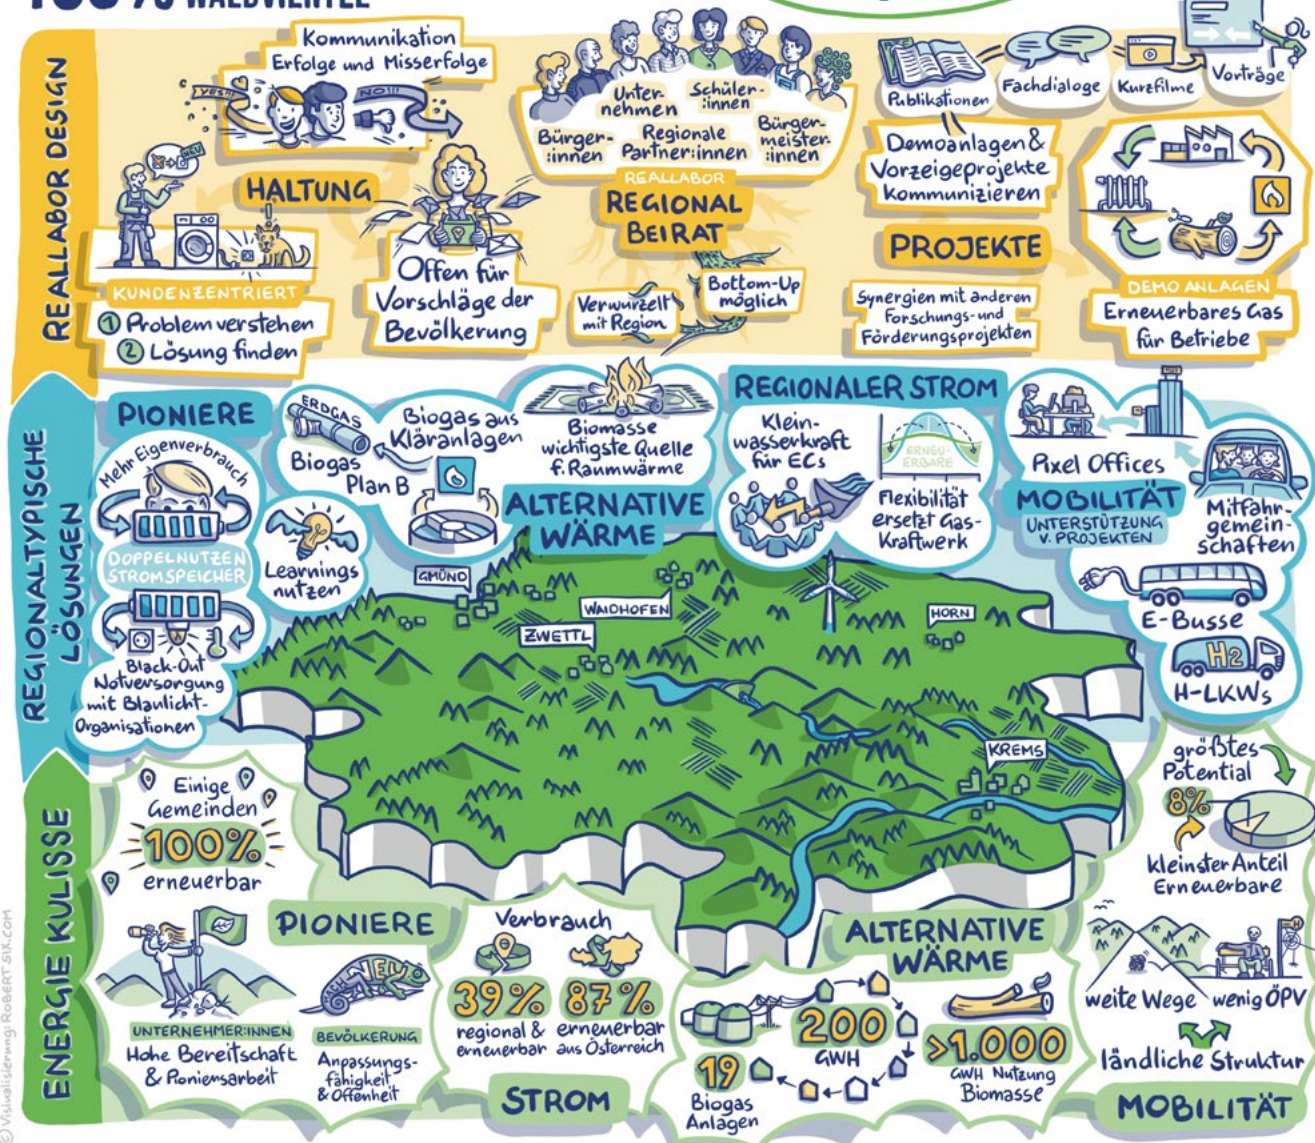 100% WALDVIERTEL
REALLABOR DESIGN
Kommunikation
Erfolge und Misserfolge
YES!!!
NO!!!
NEU
HALTUNG
KUNDENZENTRIERT
1 Problem verstehen
2 Lösung finden
Offen für
Vorschläge der
Bevölkerung
Unter-
nehmen
Schüler-
:innen
Bürger-
:innen
Regionale
Partner:innen
Bürger-
meister-
:innen
REALLABOR
REGIONAL
BEIRAT
Verwurzelt
mit Region
Bottom-Up
möglich
Publikationen
Fachdialoge
Kurzfilme
Vorträge
Demoanlagen &
Vorzeigeprojekte
kommunizieren
PROJEKTE
Synergien mit anderen
Forschungs- und
Förderungsprojekten
DEMO ANLAGEN
Erneuerbares Gas
für Betriebe
REGIONALTYPISCHE
LÖSUNGEN
PIONIERE
Mehr Eigenverbrauch
DOPPELNUTZEN
STROMSPEICHER
Black-Out
Notversorgung
mit Blaulicht-
Organisationen
Learnings
nutzen
ERDGAS
Biogas
Plan B
Biogas aus
Kläranlagen
Biomasse
wichtigste Quelle
f. Raumwärme
ALTERNATIVE
WÄRME
REGIONALER STROM
Klein-
wasserkraft
für ECs
ERNEU-
ERBARE
Flexibilität
ersetzt Gas-
Kraftwerk
Pixel Offices
MOBILITÄT
UNTERSTÜTZUNG
V. PROJEKTEN
Mitfahr-
gemein-
schaften
E-Busse
H2
H-LKWs
GMÜND
WAIDHOFEN
ZWETTL
HORN
KREMS
ENERGIE KULISSE
Einige
Gemeinden
100%
erneuerbar
PIONIERE
UNTERNEHMER:INNEN
Hohe Bereitschaft
& Pionierarbeit
BEVÖLKERUNG
Anpassungs-
fähigkeit
& Offenheit
Verbrauch
39%
regional &
erneuerbar
87%
erneuerbar
aus Österreich
STROM
ALTERNATIVE
WÄRME
19
Biogas
Anlagen
200
GWH
>1.000
GWH Nutzung
Biomasse
größtes
Potential
8%
kleinster Anteil
Erneuerbare
weite Wege
wenig ÖPV
ländliche Struktur
MOBILITÄT
© Visualisierung: ROBERT SIX.COM